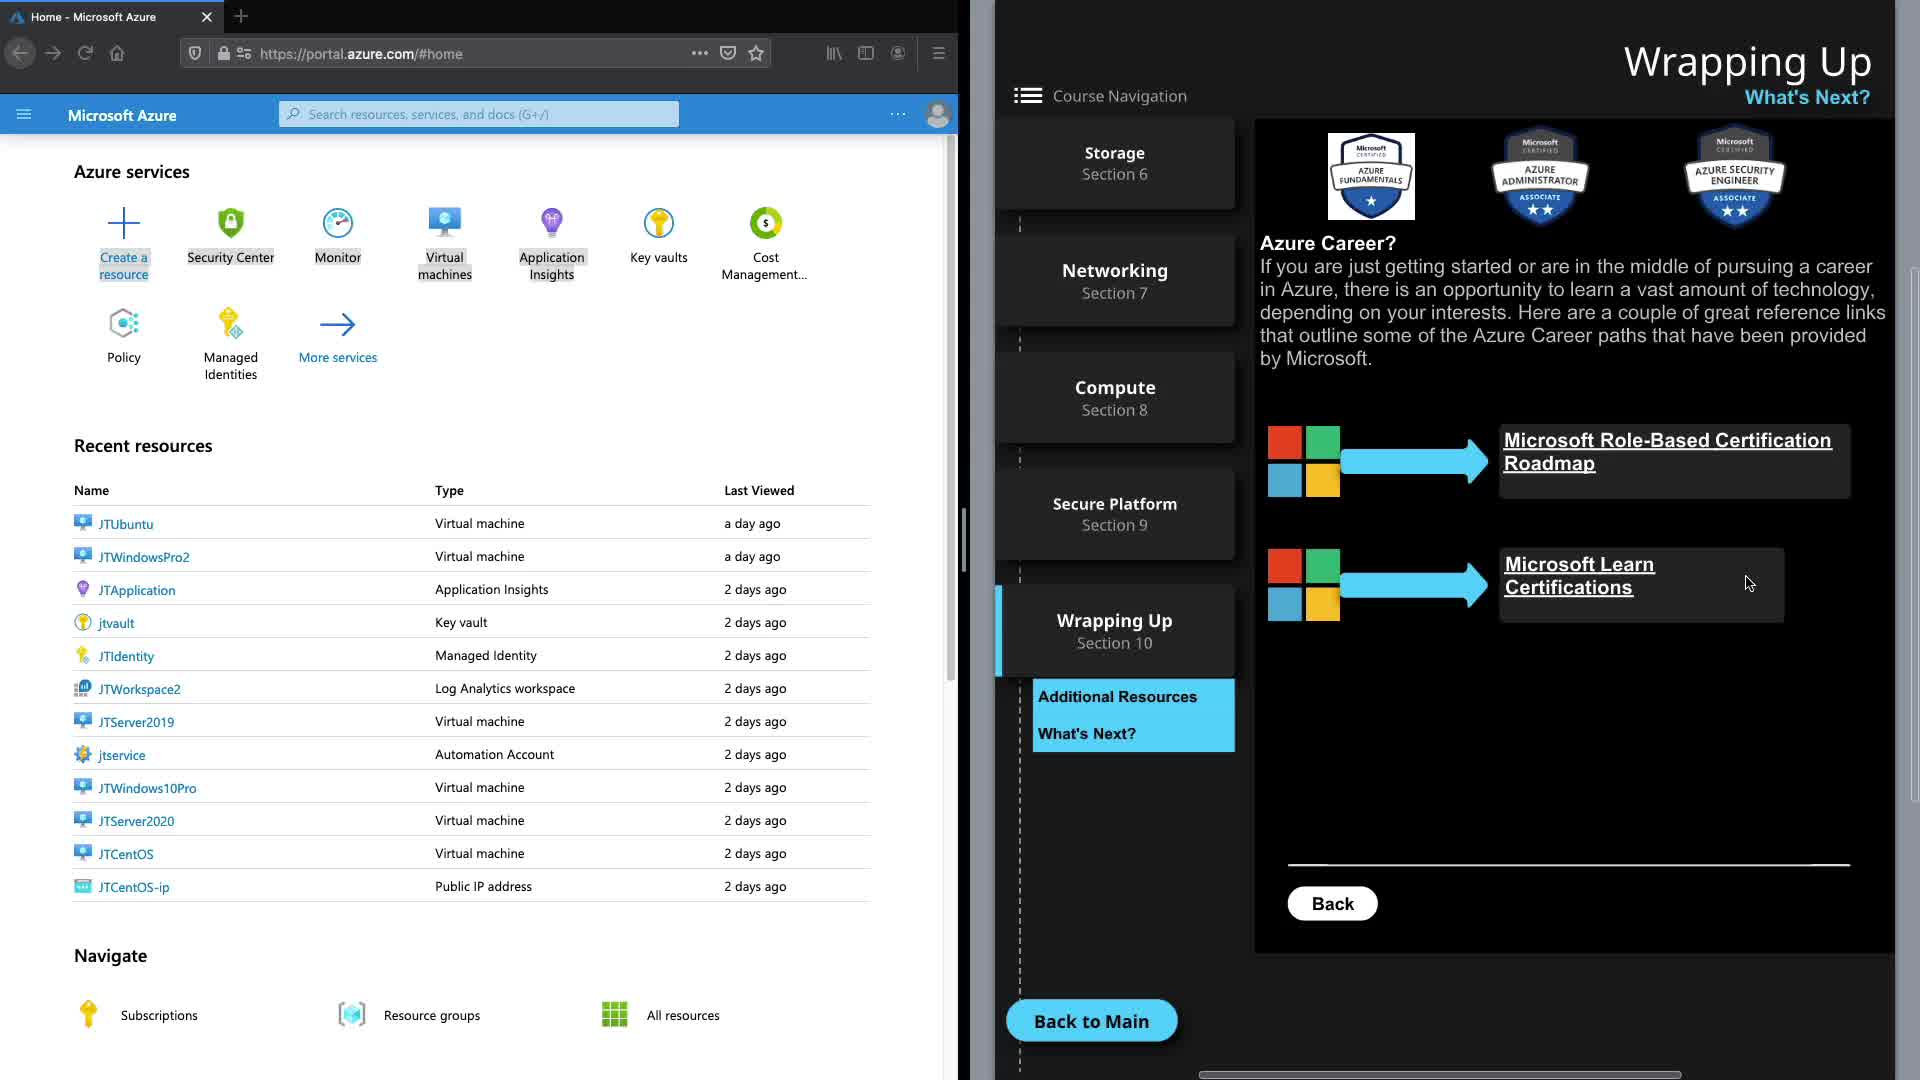 Home - Microsoft Azure
https://portal.azure.com/#home
Microsoft Azure
Search resources, services, and docs (G+/)
Azure services
Create a
resource
Security Center
Monitor
Virtual
machines
Application
Insights
Key vaults
Cost
Management...
Policy
Managed
Identities
More services
Recent resources
Name Type Last Viewed
JTUbuntu Virtual machine a day ago
JTWindowsPro2 Virtual machine a day ago
JTApplication Application Insights 2 days ago
jtvault Key vault 2 days ago
JTIdentity Managed Identity 2 days ago
JTWorkspace2 Log Analytics workspace 2 days ago
JTServer2019 Virtual machine 2 days ago
jtservice Automation Account 2 days ago
JTWindows10Pro Virtual machine 2 days ago
JTServer2020 Virtual machine 2 days ago
JTCentOS Virtual machine 2 days ago
JTCentOS-ip Public IP address 2 days ago
Navigate
Subscriptions
Resource groups
All resources
Wrapping Up
What's Next?
Course Navigation
Storage
Section 6
Networking
Section 7
Compute
Section 8
Secure Platform
Section 9
Wrapping Up
Section 10
Additional Resources
What's Next?
Back to Main
Microsoft
CERTIFIED
AZURE
FUNDAMENTALS
Microsoft
CERTIFIED
AZURE
ADMINISTRATOR
ASSOCIATE
Microsoft
CERTIFIED
AZURE SECURITY
ENGINEER
ASSOCIATE
Azure Career?
If you are just getting started or are in the middle of pursuing a career
in Azure, there is an opportunity to learn a vast amount of technology,
depending on your interests. Here are a couple of great reference links
that outline some of the Azure Career paths that have been provided
by Microsoft.
Microsoft Role-Based Certification
Roadmap
Microsoft Learn
Certifications
Back